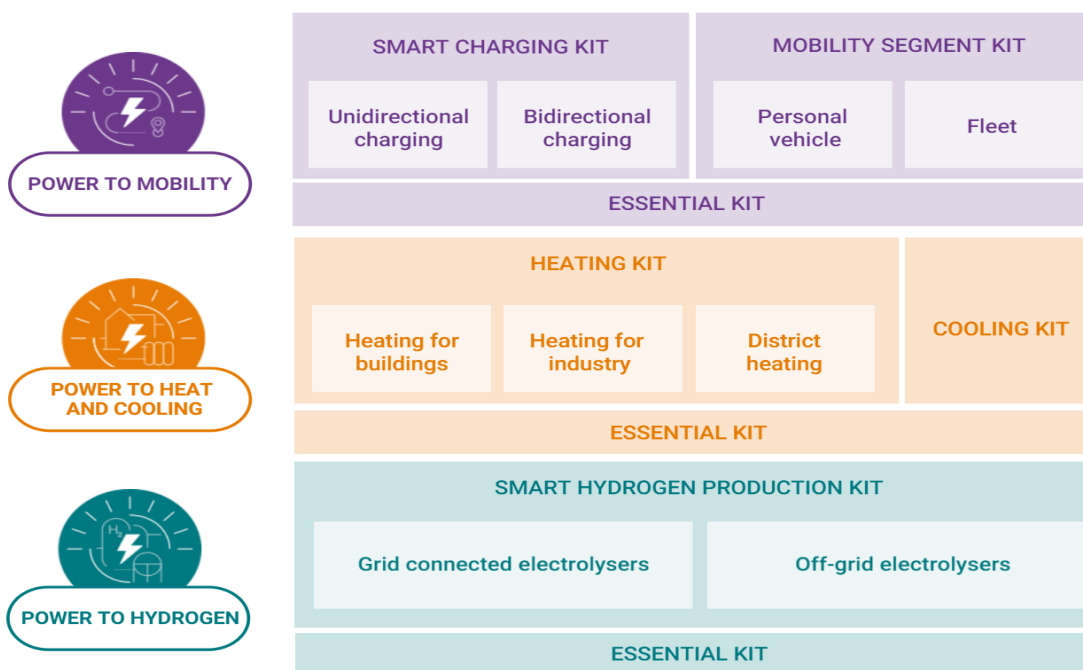 SMART CHARGING KIT
MOBILITY SEGMENT KIT
Unidirectional
charging
Bidirectional
charging
Personal
vehicle
Fleet
POWER TO MOBILITY
ESSENTIAL KIT
HEATING KIT
Heating for
buildings
Heating for
industry
District
heating
COOLING KIT
POWER TO HEAT
AND COOLING
ESSENTIAL KIT
SMART HYDROGEN PRODUCTION KIT
H2
Grid connected electrolysers
Off-grid electrolysers
POWER TO HYDROGEN
ESSENTIAL KIT